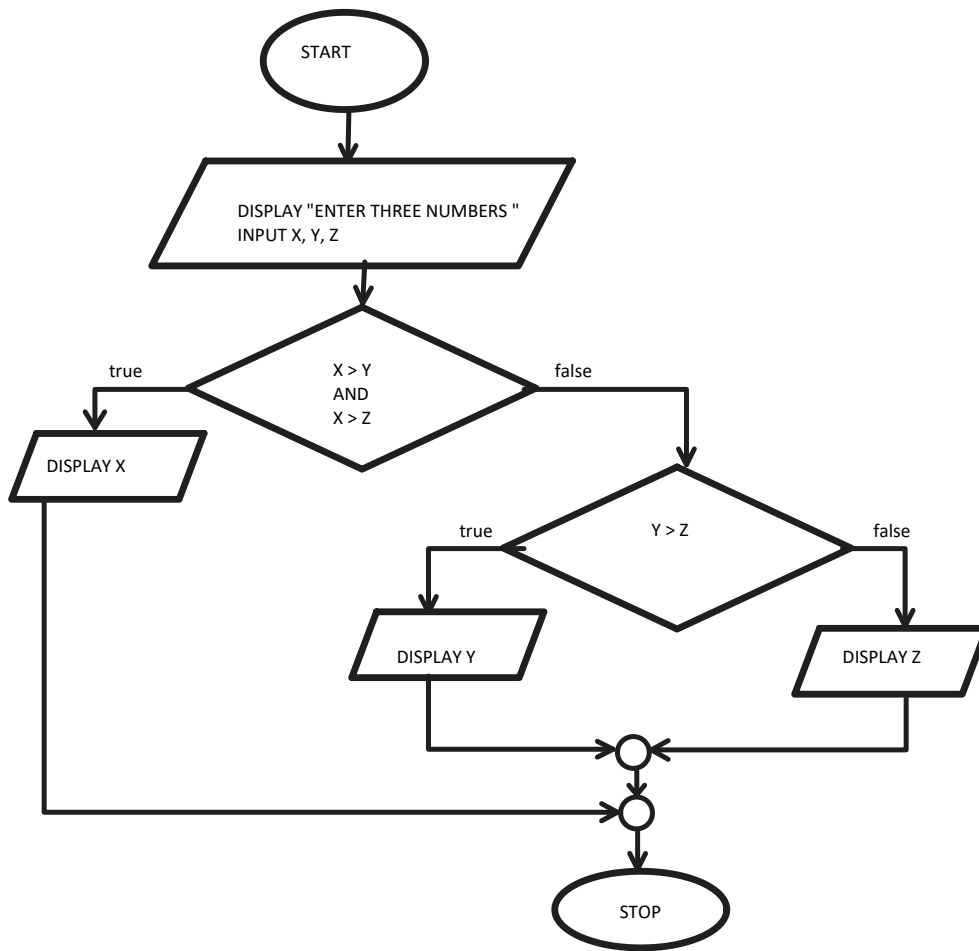 START
DISPLAY "ENTER THREE NUMBERS "
INPUT X, Y, Z
X > Y
AND
X > Z
true
false
DISPLAY X
Y > Z
true
false
DISPLAY Y
DISPLAY Z
STOP